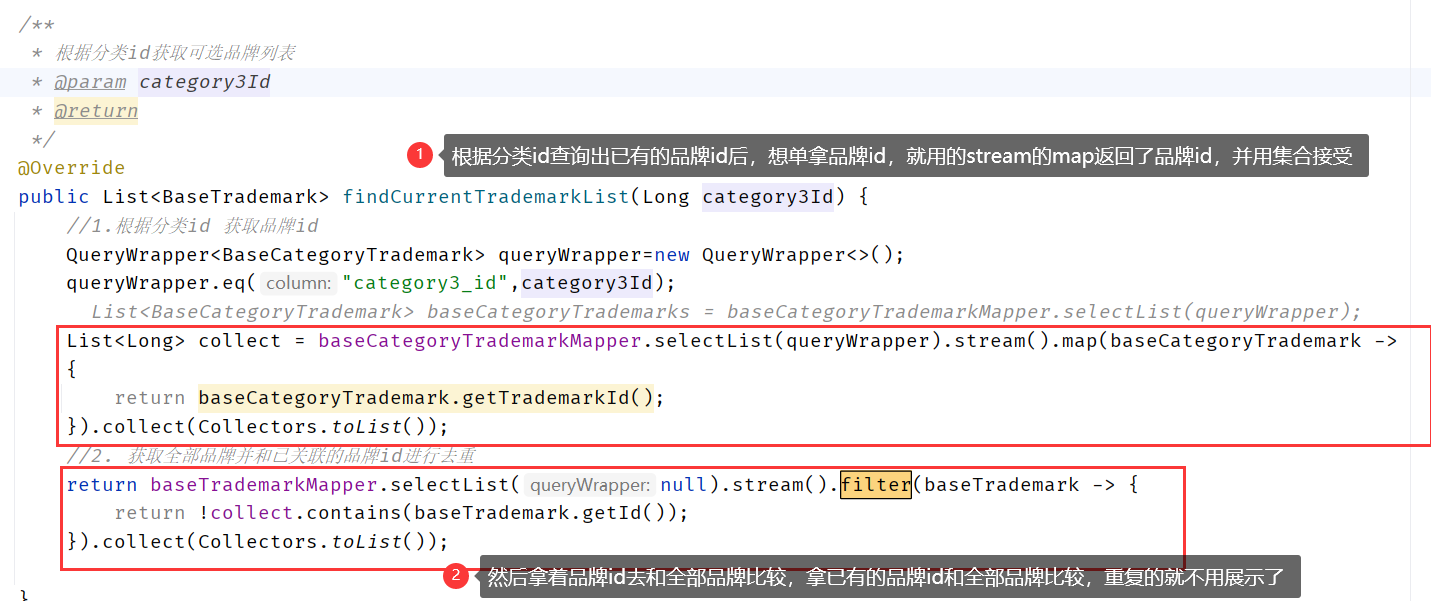 /**
* 根据分类id获取可选品牌列表
* @param category3Id
* @return
*/
@Override
1 根据分类id查询出已有的品牌id后，想单拿品牌id，就用的stream的map返回了品牌id，并用集合接受
public List<BaseTrademark> findCurrentTrademarkList(Long category3Id) {
//1.根据分类id 获取品牌id
QueryWrapper<BaseCategoryTrademark> queryWrapper=new QueryWrapper<>();
queryWrapper.eq( column: "category3_id",category3Id);
List<BaseCategoryTrademark> baseCategoryTrademarks = baseCategoryTrademarkMapper.selectList(queryWrapper);
List<Long> collect = baseCategoryTrademarkMapper.selectList(queryWrapper).stream().map(baseCategoryTrademark ->
{
return baseCategoryTrademark.getTrademarkId();
}).collect(Collectors.toList());
//2. 获取全部品牌并和已关联的品牌id进行去重
return baseTrademarkMapper.selectList( queryWrapper: null).stream().filter(baseTrademark -> {
return !collect.contains(baseTrademark.getId());
}).collect(Collectors.toList());
2 然后拿着品牌id去和全部品牌比较，拿已有的品牌id和全部品牌比较，重复的就不用展示了
}